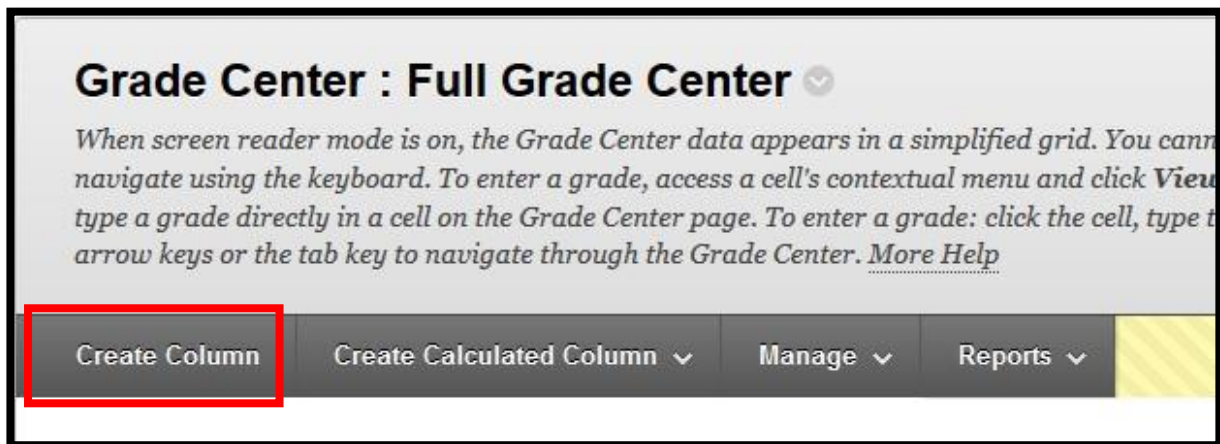 Grade Center : Full Grade Center
When screen reader mode is on, the Grade Center data appears in a simplified grid. You
navigate using the keyboard. To enter a grade, access a cell's contextual menu and click
type a grade directly in a cell on the Grade Center page. To enter a grade: click the cell, type
arrow keys or the tab key to navigate through the Grade Center. More Help
Create Column Create Calculated Column Manage Reports